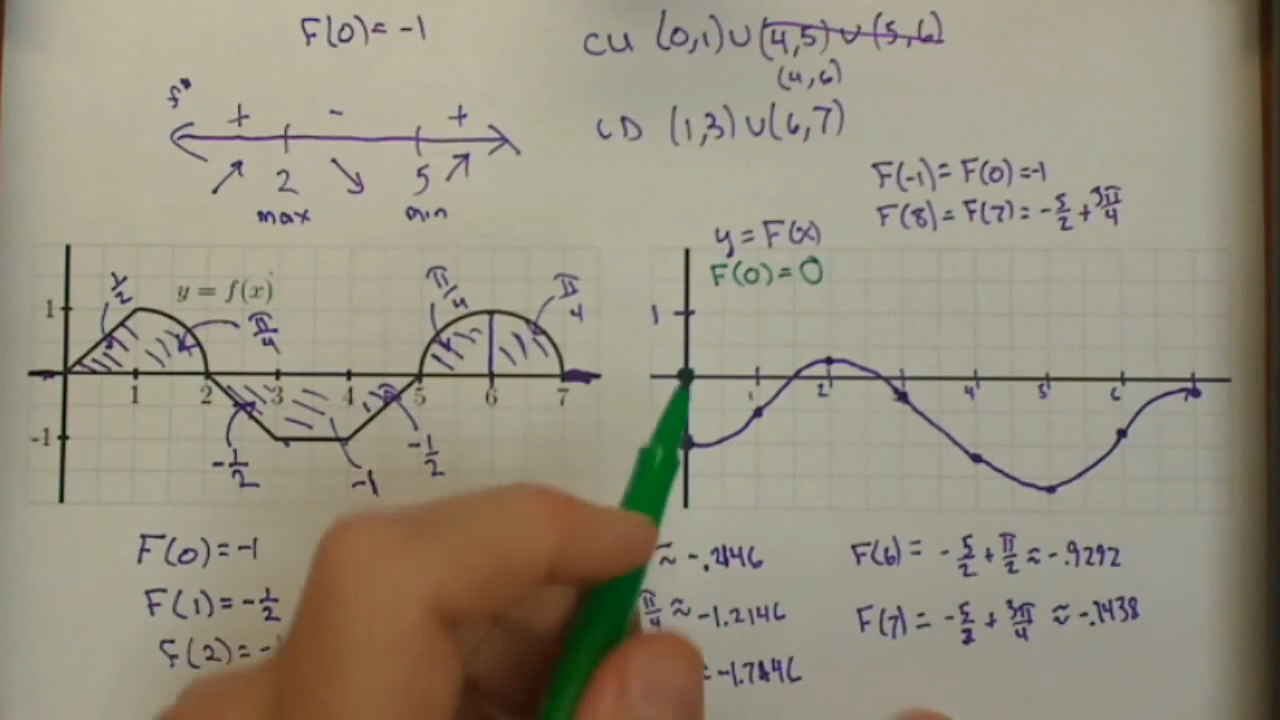 F(0) = -1
CU (0,1) ∪ (4,5) ∪ (5,6)
(4,6)
f"
+ - +
CD (1,3) ∪ (6,7)
2 5
max min
F(-1) = F(0) = -1
F(8) = F(7) = -5/2 + 3π/4
y = F(x)
F(0) = 0
1/2 y = f(x) π/4 π/4 π/4
1
1 2 3 4 5 6 7
-1
-1/2 -1 -1/2
1
1 2 3 4 5 6 7
F(0) = -1
F(1) = -1/2
F(2) = -
≈ -.2146
π/4 ≈ -1.2146
= -1.7146
F(6) = -5/2 + π/2 ≈ -.9292
F(7) = -5/2 + 3π/4 ≈ -.1438